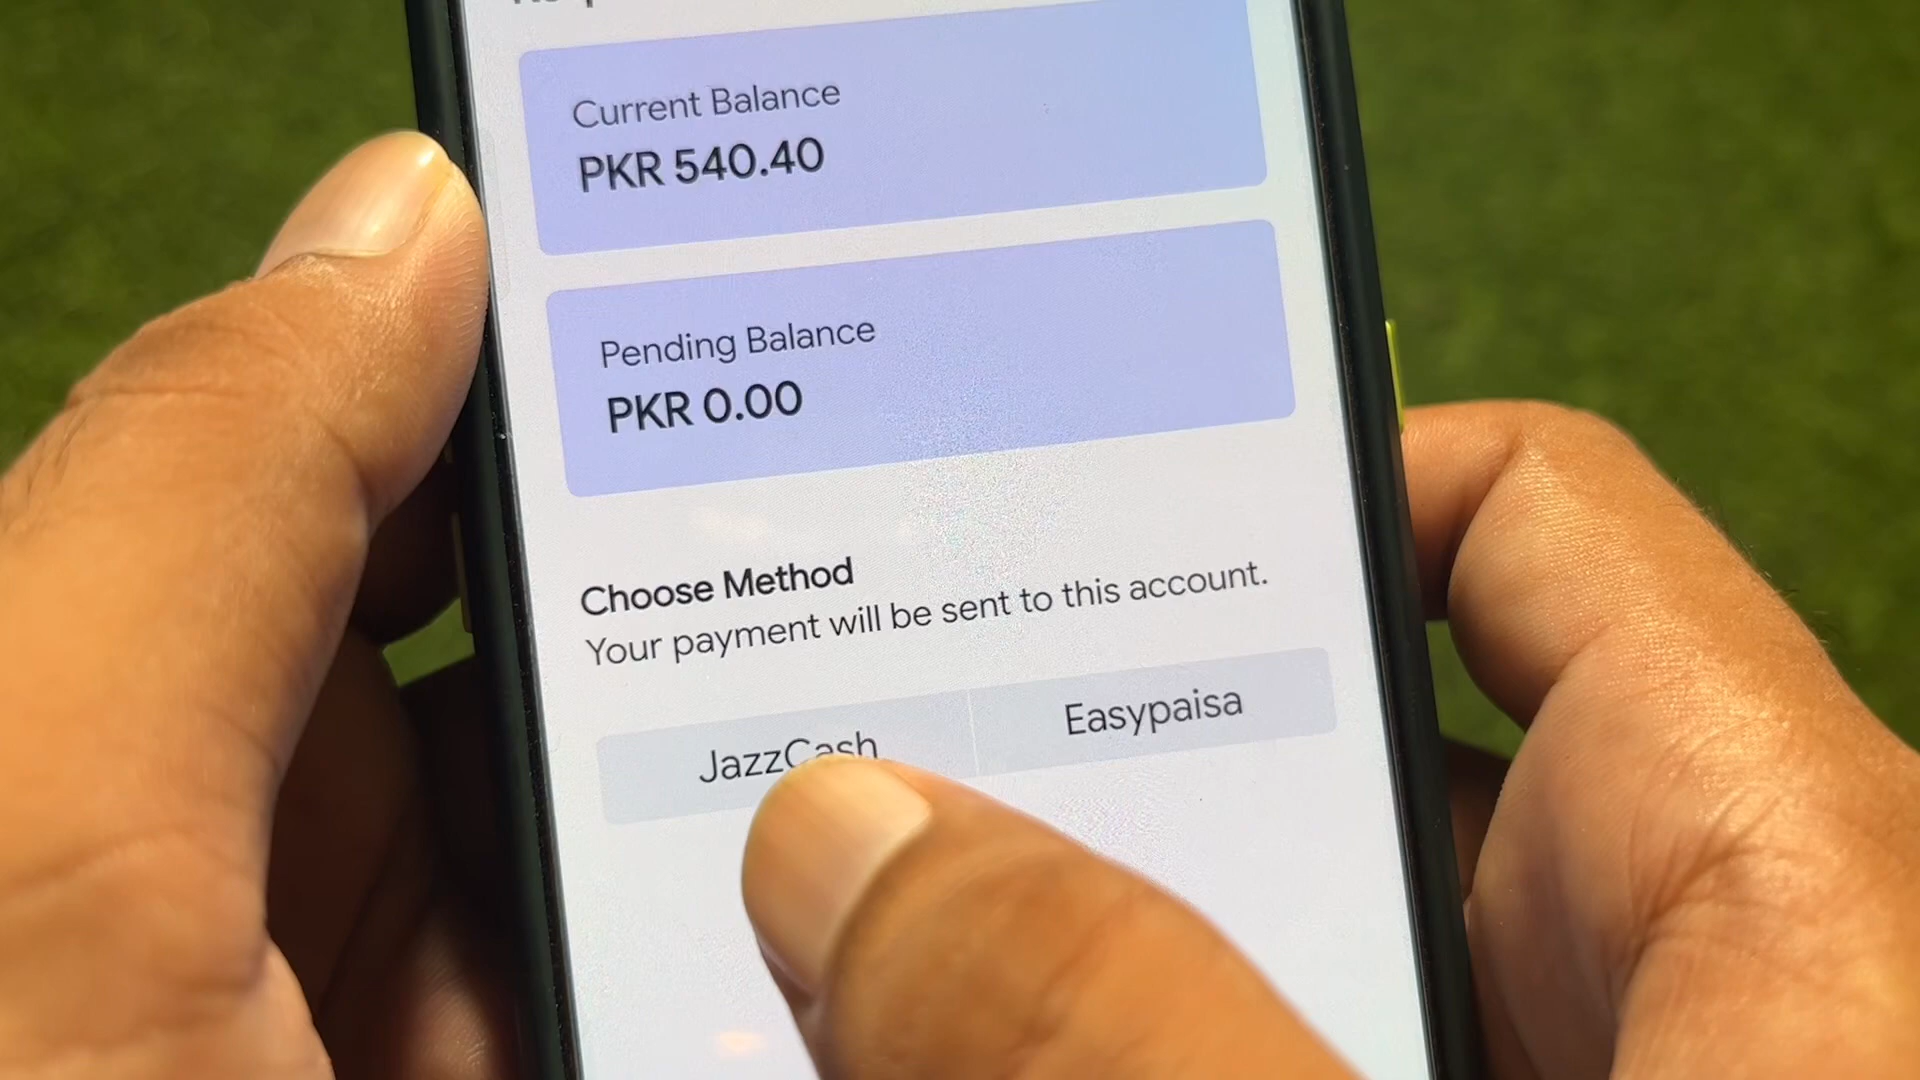 Current Balance
PKR 540.40
Pending Balance
PKR 0.00
Choose Method
Your payment will be sent to this account.
JazzCash
Easypaisa